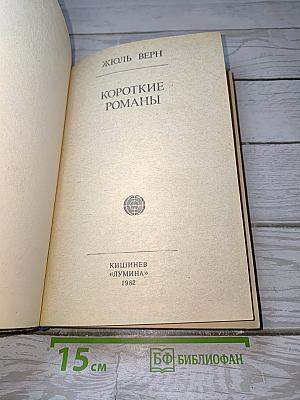 ЖЮЛЬ ВЕРН
КОРОТКИЕ
РОМАНЫ
КИШИНЕВ
«ЛУМИНА»
1982
15 см
БФ БИБЛИОФАН